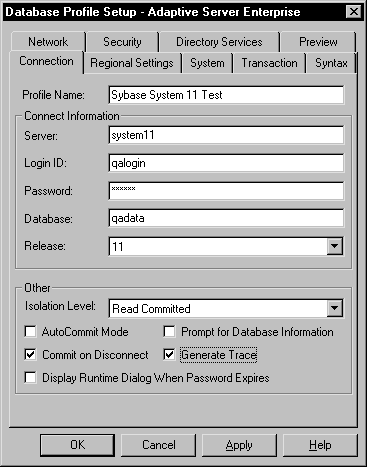 Database Profile Setup - Adaptive Server Enterprise
Network Security Directory Services Preview
Connection Regional Settings System Transaction Syntax
Profile Name: Sybase System 11 Test
Connect Information
Server: system11
Login ID: qalogin
Password: ******
Database: qadata
Release: 11
Other
Isolation Level: Read Committed
AutoCommit Mode Prompt for Database Information
Commit on Disconnect Generate Trace
Display Runtime Dialog When Password Expires
OK Cancel Apply Help